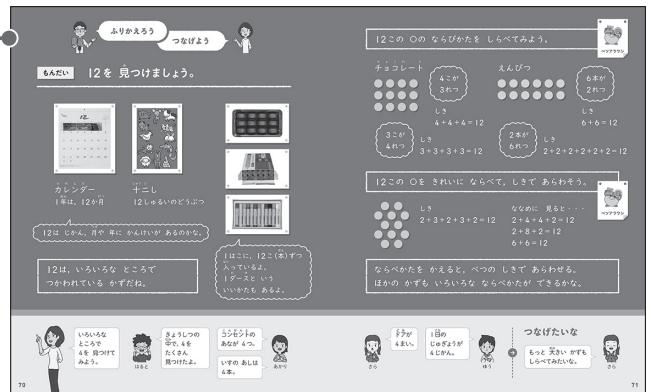 ふりかえろう
つなげよう
もんだい
12を 見つけましょう。
カレンダー
1年は、12か月
十二し
12しゅるいのどうぶつ
12は じかん、月や 年に かんけいが あるのかな。
1はこに、12こ(本)ずつ
入っているよ。
1ダースと いう
いいかたも あるよ。
12は、いろいろな ところで
つかわれている かずだね。
いろいろな
ところで
4を 見つけて
みよう。
はると
きょうしつの
中で、4を
たくさん
見つけたよ。
コンセントの
あなが 4つ。
いすの あしは
4本。
あかり
70
12この ○の ならびかたを しらべてみよう。
チョコレート
4こが
3れつ
しき
4+4+4=12
3こが
4れつ
しき
3+3+3+3=12
えんぴつ
6本が
2れつ
しき
6+6=12
2本が
6れつ
しき
2+2+2+2+2+2=12
12この ○を きれいに ならべて、しきで あらわそう。
しき
2+3+2+3+2=12
ななめに 見ると・・・
2+4+4+2=12
2+8+2=12
6+6=12
ならべかたを かえると、べつの しきで あらわせる。
ほかの かずも いろいろな ならべかたが できるかな。
さら
ドアが
4まい。
1日の
じゅぎょうが
4じかん。
ゆう
つなげたいな
もっと 大きい かずも
しらべてみたいな。
さら
71